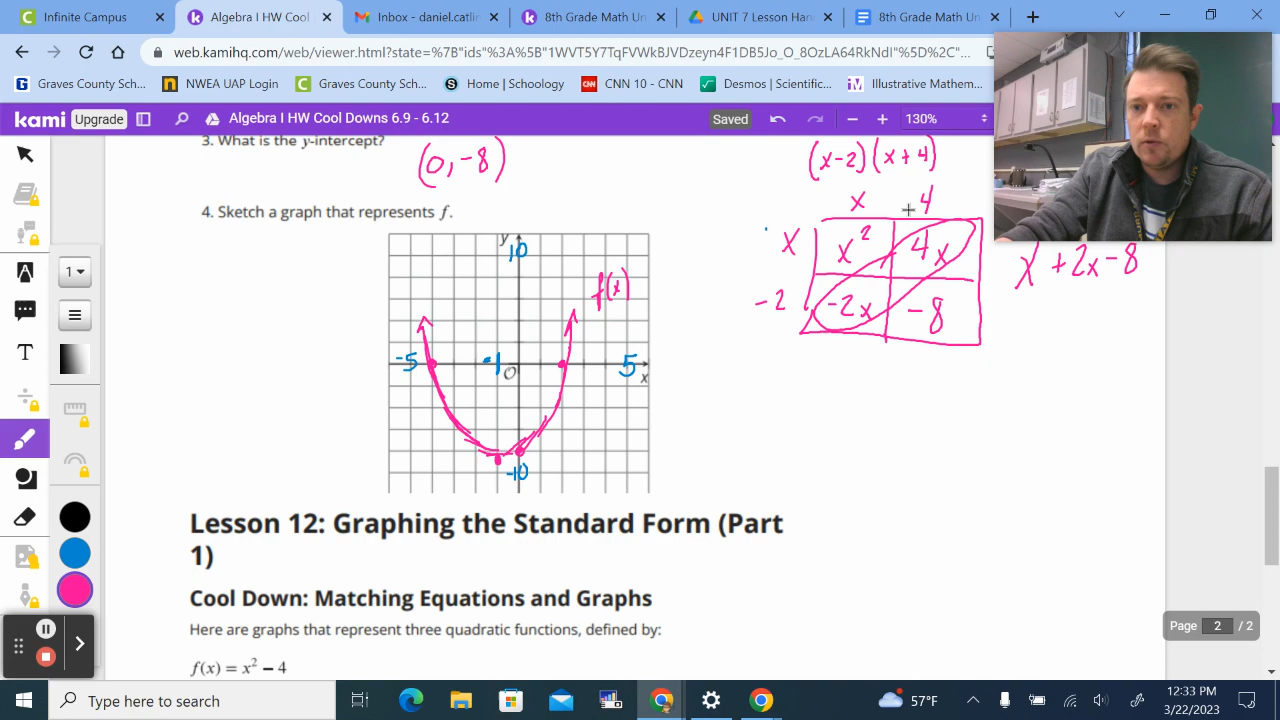 Infinite Campus
Algebra I HW Cool
Inbox - daniel.catlin
8th Grade Math Un
UNIT 7 Lesson Han
8th Grade Math Un
web.kamihq.com/web/viewer.html?state=%7B"ids"%3A%5B"1WVT5Y7TqFVWkBJVDzeyn4F1DB5Jo_O_8OzLA64RkNdI"%5D%2C"...
Graves County Sch...
NWEA UAP Login
Graves County Sch...
Home | Schoology
CNN 10 - CNN
Desmos | Scientific...
Illustrative Mathem...
kami Upgrade
Algebra I HW Cool Downs 6.9 - 6.12
Saved
130%
3. What is the y-intercept?
(0, -8)
(x-2)(x+4)
4. Sketch a graph that represents f.
x +4
x x² 4x
-2 -2x -8
x +2x-8
y
10
f(x)
-5 -1 O 5
x
-10
1
T
Lesson 12: Graphing the Standard Form (Part
1)
Cool Down: Matching Equations and Graphs
Here are graphs that represent three quadratic functions, defined by:
f(x) = x² − 4
Page 2 / 2
Type here to search
57°F
12:33 PM
3/22/2023